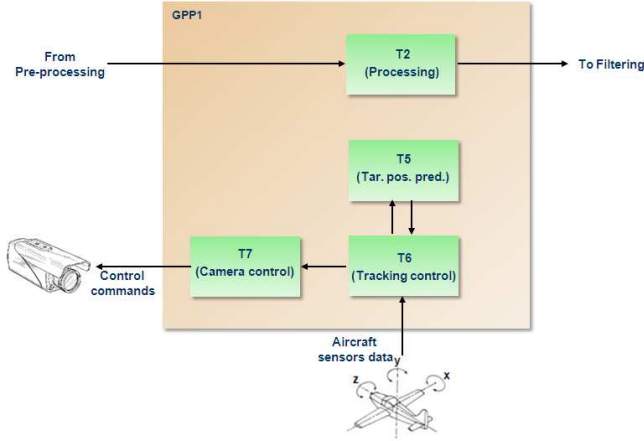 GPP1
From
Pre-processing
T2
(Processing)
To Filtering
T5
(Tar. pos. pred.)
T7
(Camera control)
T6
(Tracking control)
Control
commands
Aircraft
sensors data
y
z
x